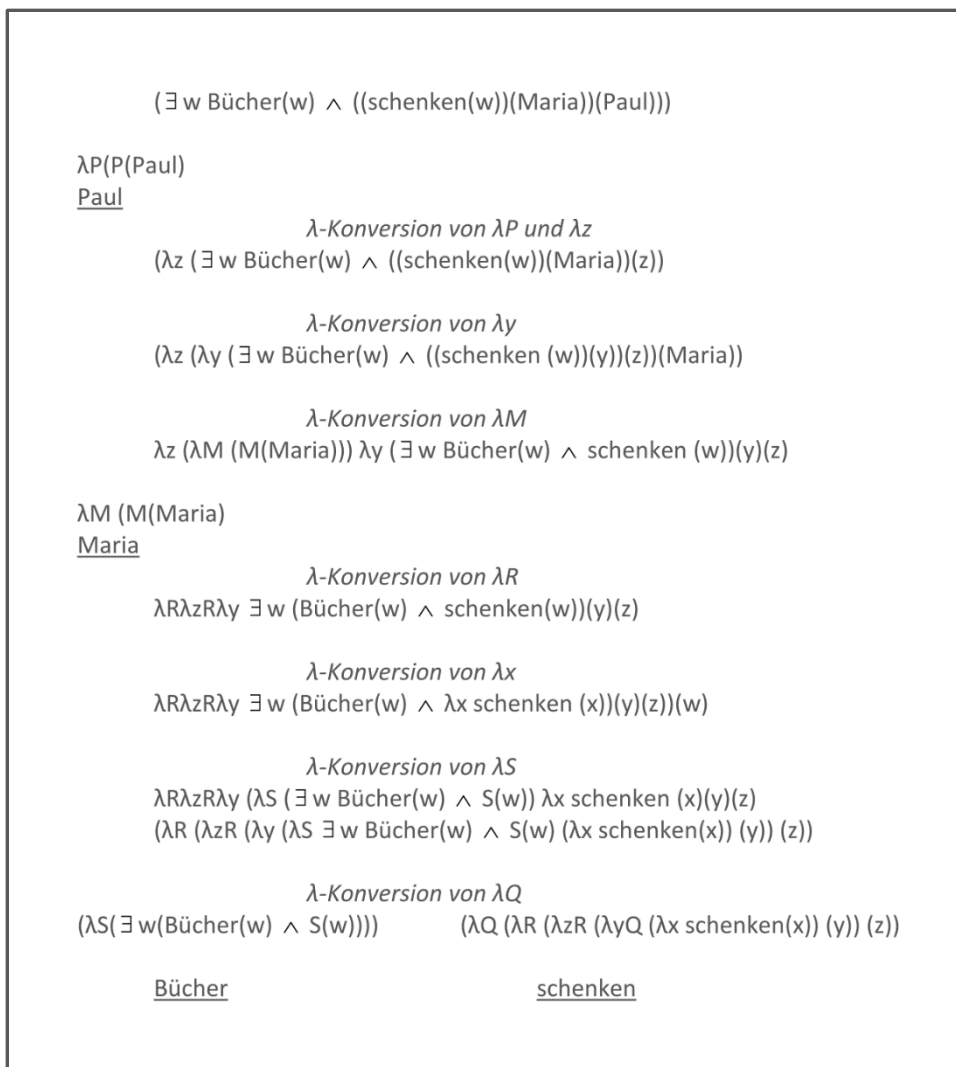 (∃w Bücher(w) ∧ ((schenken(w))(Maria))(Paul)))
λP(P(Paul)
Paul
λ-Konversion von λP und λz
(λz (∃w Bücher(w) ∧ ((schenken(w))(Maria))(z))
λ-Konversion von λy
(λz (λy (∃w Bücher(w) ∧ ((schenken (w))(y))(z))(Maria))
λ-Konversion von λM
λz (λM (M(Maria))) λy (∃w Bücher(w) ∧ schenken (w))(y)(z)
λM (M(Maria)
Maria
λ-Konversion von λR
λRλzRλy ∃w (Bücher(w) ∧ schenken(w))(y)(z)
λ-Konversion von λx
λRλzRλy ∃w (Bücher(w) ∧ λx schenken (x))(y)(z))(w)
λ-Konversion von λS
λRλzRλy (λS (∃w Bücher(w) ∧ S(w)) λx schenken (x)(y)(z)
(λR (λzR (λy (λS ∃w Bücher(w) ∧ S(w) (λx schenken(x)) (y)) (z))
λ-Konversion von λQ
(λS(∃w(Bücher(w) ∧ S(w)))) (λQ (λR (λzR (λyQ (λx schenken(x)) (y)) (z))
Bücher schenken